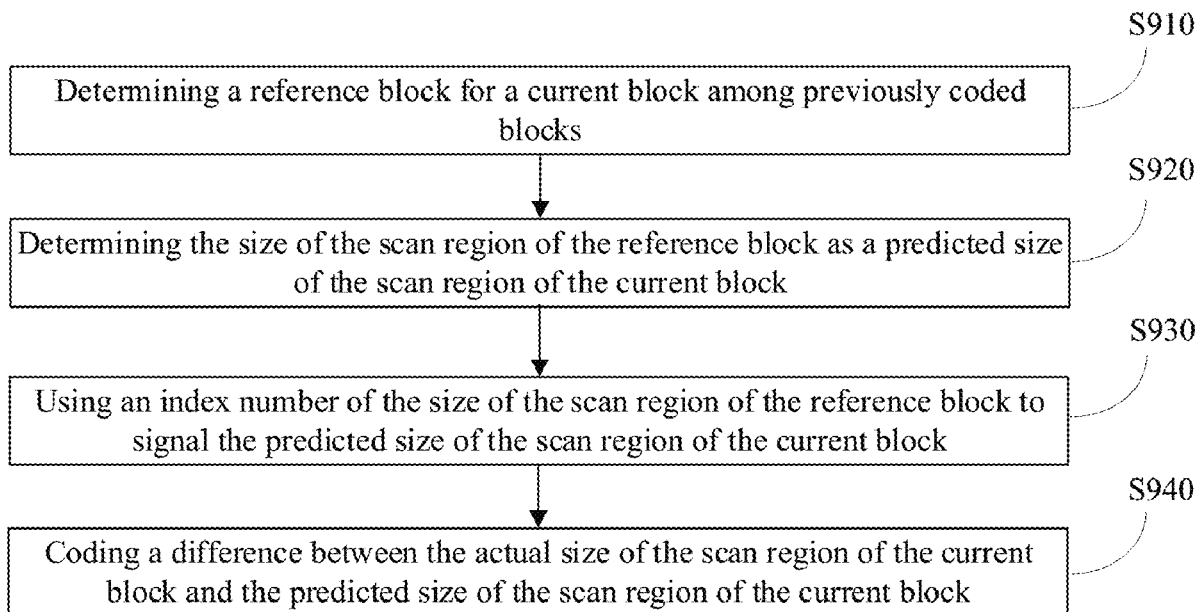 S910
Determining a reference block for a current block among previously coded
blocks
S920
Determining the size of the scan region of the reference block as a predicted size
of the scan region of the current block
S930
Using an index number of the size of the scan region of the reference block to
signal the predicted size of the scan region of the current block
S940
Coding a difference between the actual size of the scan region of the current
block and the predicted size of the scan region of the current block